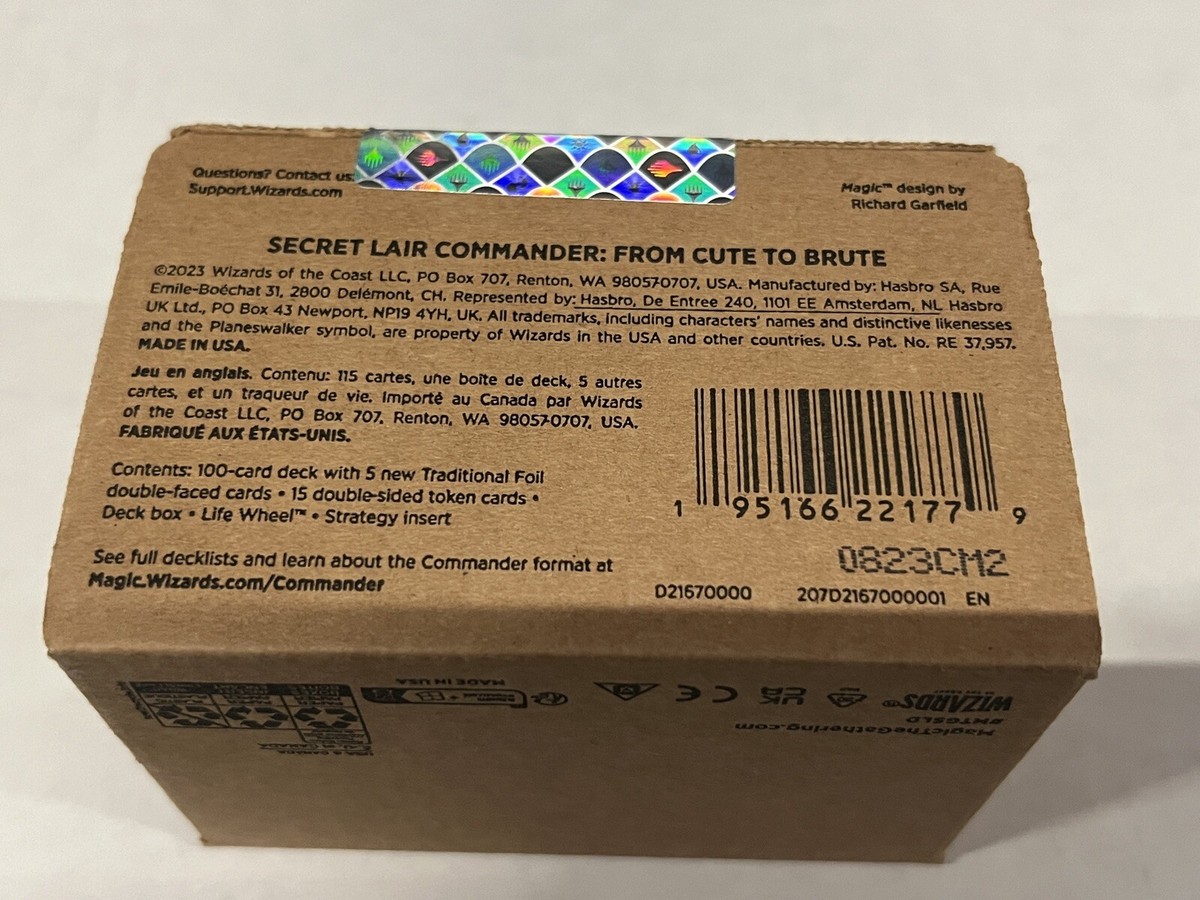 Questions? Contact us:
Support.Wizards.com
Magic™ design by
Richard Garfield
SECRET LAIR COMMANDER: FROM CUTE TO BRUTE
©2023 Wizards of the Coast LLC, PO Box 707, Renton, WA 98057-0707, USA. Manufactured by: Hasbro SA, Rue
Emile-Boéchat 31, 2800 Delémont, CH. Represented by: Hasbro, De Entree 240, 1101 EE Amsterdam, NL. Hasbro
UK Ltd., PO Box 43 Newport, NP19 4YH, UK. All trademarks, including characters' names and distinctive likenesses
and the Planeswalker symbol, are property of Wizards in the USA and other countries. U.S. Pat. No. RE 37,957.
MADE IN USA.
Jeu en anglais. Contenu: 115 cartes, une boîte de deck, 5 autres
cartes, et un traqueur de vie. Importé au Canada par Wizards
of the Coast LLC, PO Box 707, Renton, WA 98057-0707, USA.
FABRIQUÉ AUX ÉTATS-UNIS.
Contents: 100-card deck with 5 new Traditional Foil
double-faced cards • 15 double-sided token cards •
Deck box • Life Wheel™ • Strategy insert
See full decklists and learn about the Commander format at
Magic.Wizards.com/Commander
1 95166 22177 9
0823CM2
D21670000 207D2167000001 EN
MADE IN USA
WIZARDS
#MTGSLD
MagicTheGathering.com
USA & CANADA